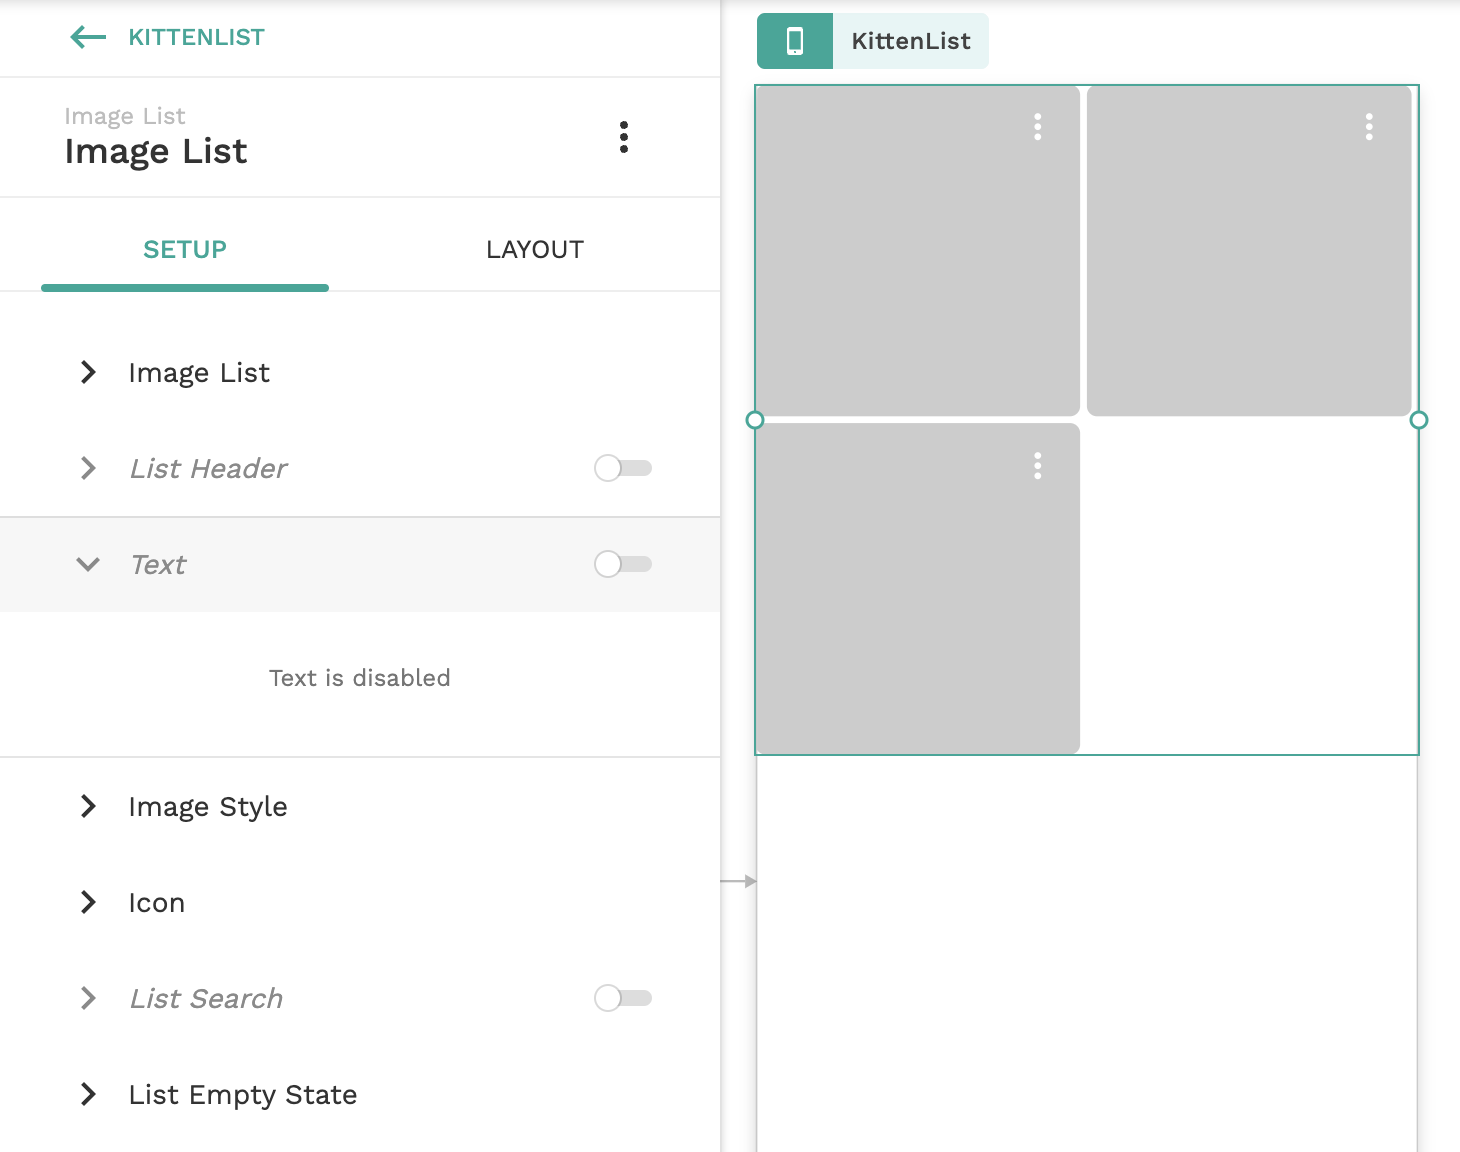 KITTENLIST
Image List
Image List
SETUP
LAYOUT
Image List
List Header
Text
Text is disabled
Image Style
Icon
List Search
List Empty State
KittenList